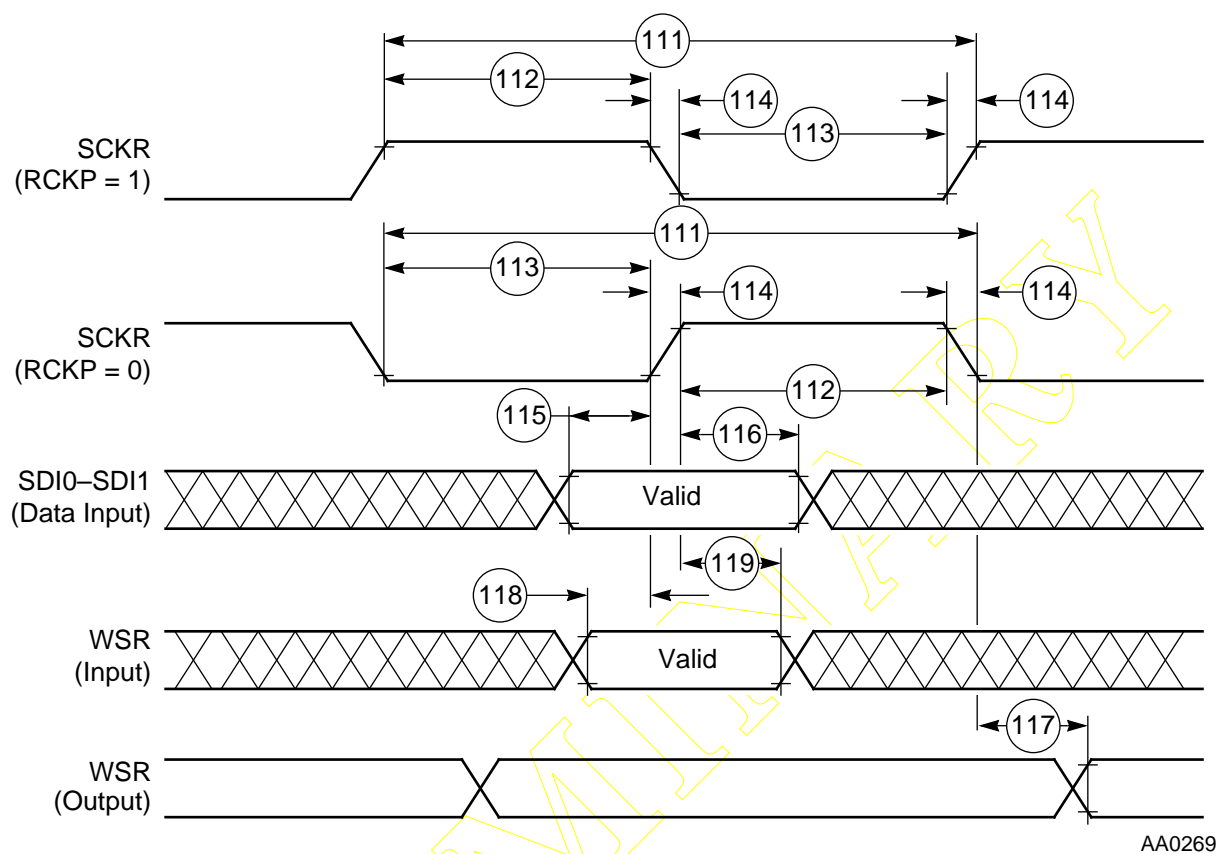 111
112
114
114
113
SCKR
(RCKP = 1)
111
113
114
114
SCKR
(RCKP = 0)
112
115
116
SDI0–SDI1
(Data Input)
Valid
119
118
WSR
(Input)
Valid
117
WSR
(Output)
AA0269